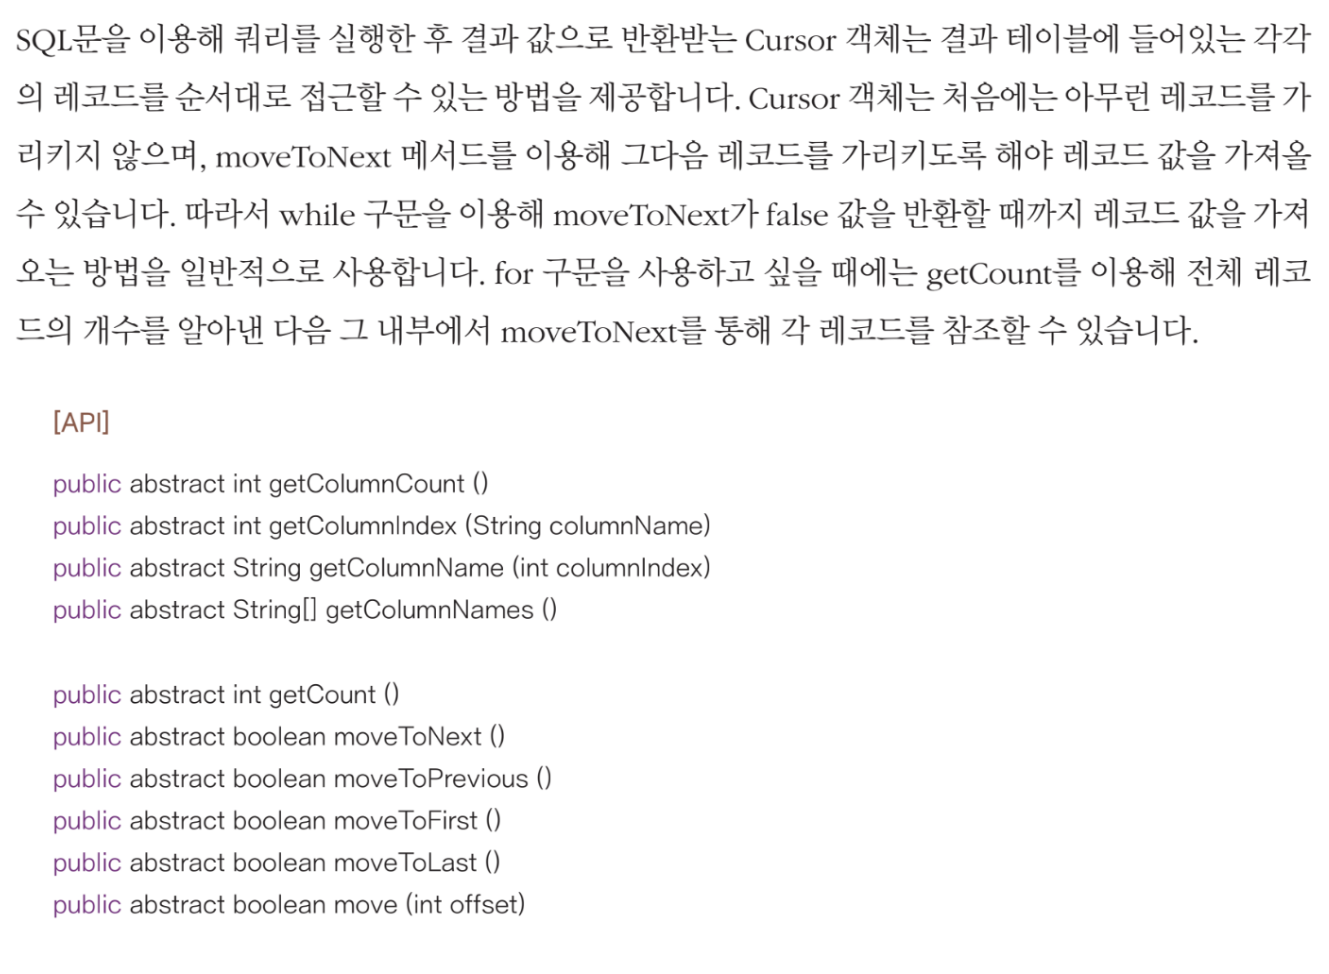 SQL문을 이용해 쿼리를 실행한 후 결과 값으로 반환받는 Cursor 객체는 결과 테이블에 들어있는 각각
의 레코드를 순서대로 접근할 수 있는 방법을 제공합니다. Cursor 객체는 처음에는 아무런 레코드를 가
리키지 않으며, moveToNext 메서드를 이용해 그다음 레코드를 가리키도록 해야 레코드 값을 가져올
수 있습니다. 따라서 while 구문을 이용해 moveToNext가 false 값을 반환할 때까지 레코드 값을 가져
오는 방법을 일반적으로 사용합니다. for 구문을 사용하고 싶을 때에는 getCount를 이용해 전체 레코
드의 개수를 알아낸 다음 그 내부에서 moveToNext를 통해 각 레코드를 참조할 수 있습니다.
[API]
public abstract int getColumnCount ()
public abstract int getColumnIndex (String columnName)
public abstract String getColumnName (int columnIndex)
public abstract String[] getColumnNames ()
public abstract int getCount ()
public abstract boolean moveToNext ()
public abstract boolean moveToPrevious ()
public abstract boolean moveToFirst ()
public abstract boolean moveToLast ()
public abstract boolean move (int offset)